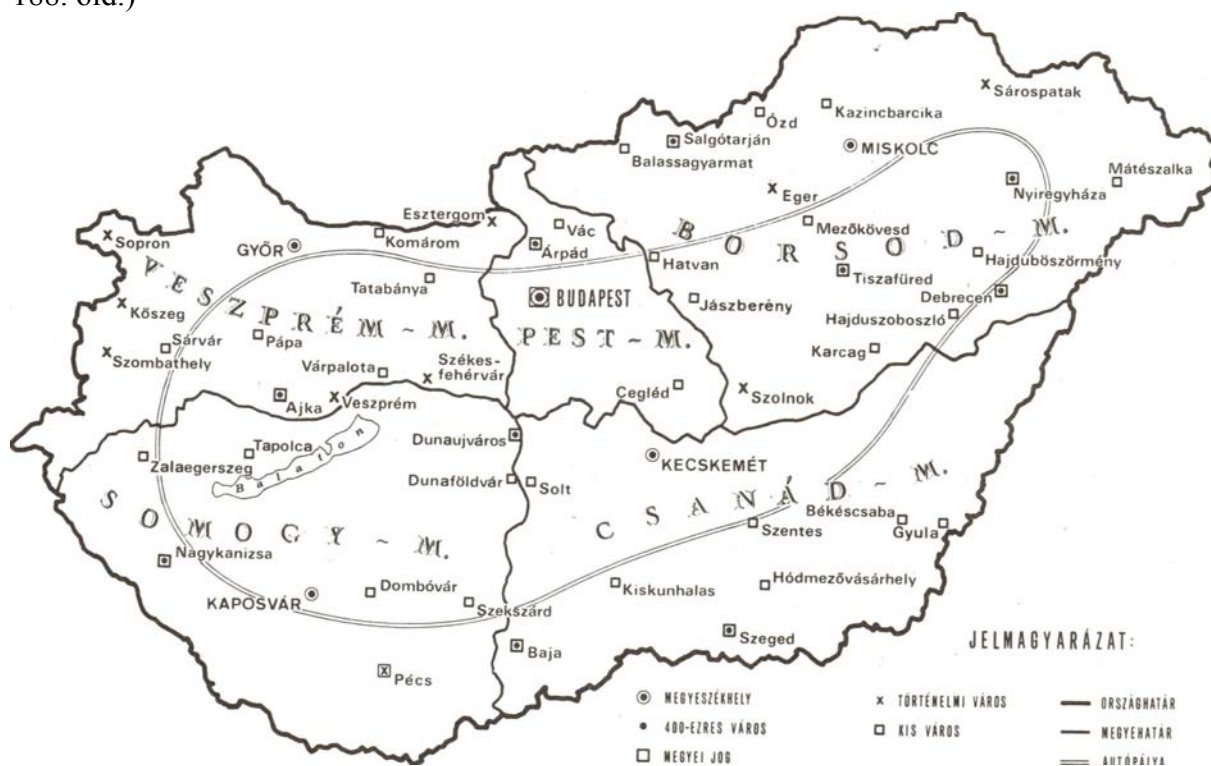 188. old.)
Sárospatak
Ózd
Kazincbarcika
Salgótarján
MISKOLC
Balassagyarmat
Mátészalka
Nyiregyháza
Eger
Esztergom
Vác
Mezőkövesd
Sopron
GYŐR
Komárom
Árpád
Hatvan
BORSOD~M.
Hajduböszörmény
Tiszafüred
Tatabánya
BUDAPEST
Jászberény
Debrecen
Kőszeg
VESZPRÉM~M.
Hajduszoboszló
Sárvár
Pápa
PEST~M.
Karcag
Szombathely
Várpalota
Székes-
fehérvár
Cegléd
Szolnok
Ajka
Veszprém
Dunaujváros
Tapolca
Zalaegerszeg
Balaton
KECSKEMÉT
Dunaföldvár
Solt
CSANÁD~M.
SOMOGY~M.
Békéscsaba
Szentes
Gyula
Nagykanizsa
Dombóvár
Kiskunhalas
Hódmezővásárhely
KAPOSVÁR
Szekszárd
Szeged
Baja
Pécs
JELMAGYARÁZAT:
MEGYESZÉKHELY
TÖRTÉNELMI VÁROS
ORSZÁGHATÁR
400-EZRES VÁROS
KIS VÁROS
MEGYEHATÁR
MEGYEI JOG
AUTÓPÁLYA